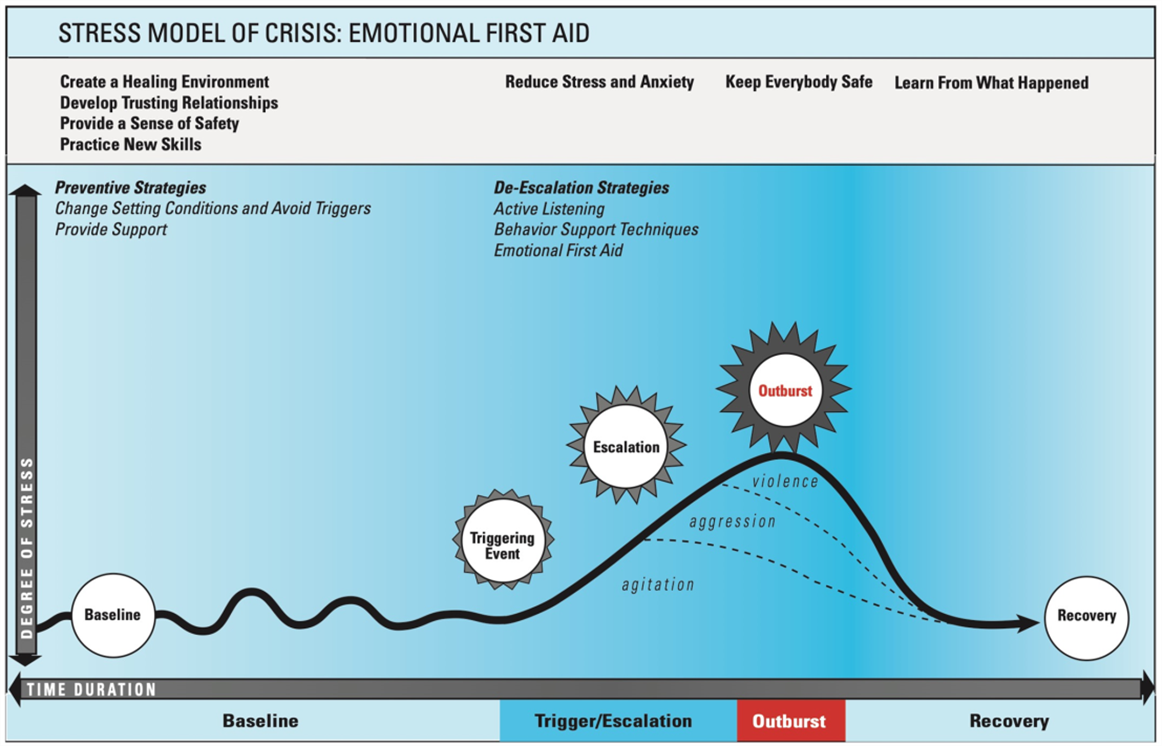 STRESS MODEL OF CRISIS: EMOTIONAL FIRST AID
Create a Healing Environment
Develop Trusting Relationships
Provide a Sense of Safety
Practice New Skills
Reduce Stress and Anxiety
Keep Everybody Safe
Learn From What Happened
Preventive Strategies
Change Setting Conditions and Avoid Triggers
Provide Support
De-Escalation Strategies
Active Listening
Behavior Support Techniques
Emotional First Aid
DEGREE OF STRESS
Outburst
Escalation
violence
aggression
Triggering
Event
agitation
Baseline
Recovery
TIME DURATION
Baseline
Trigger/Escalation
Outburst
Recovery